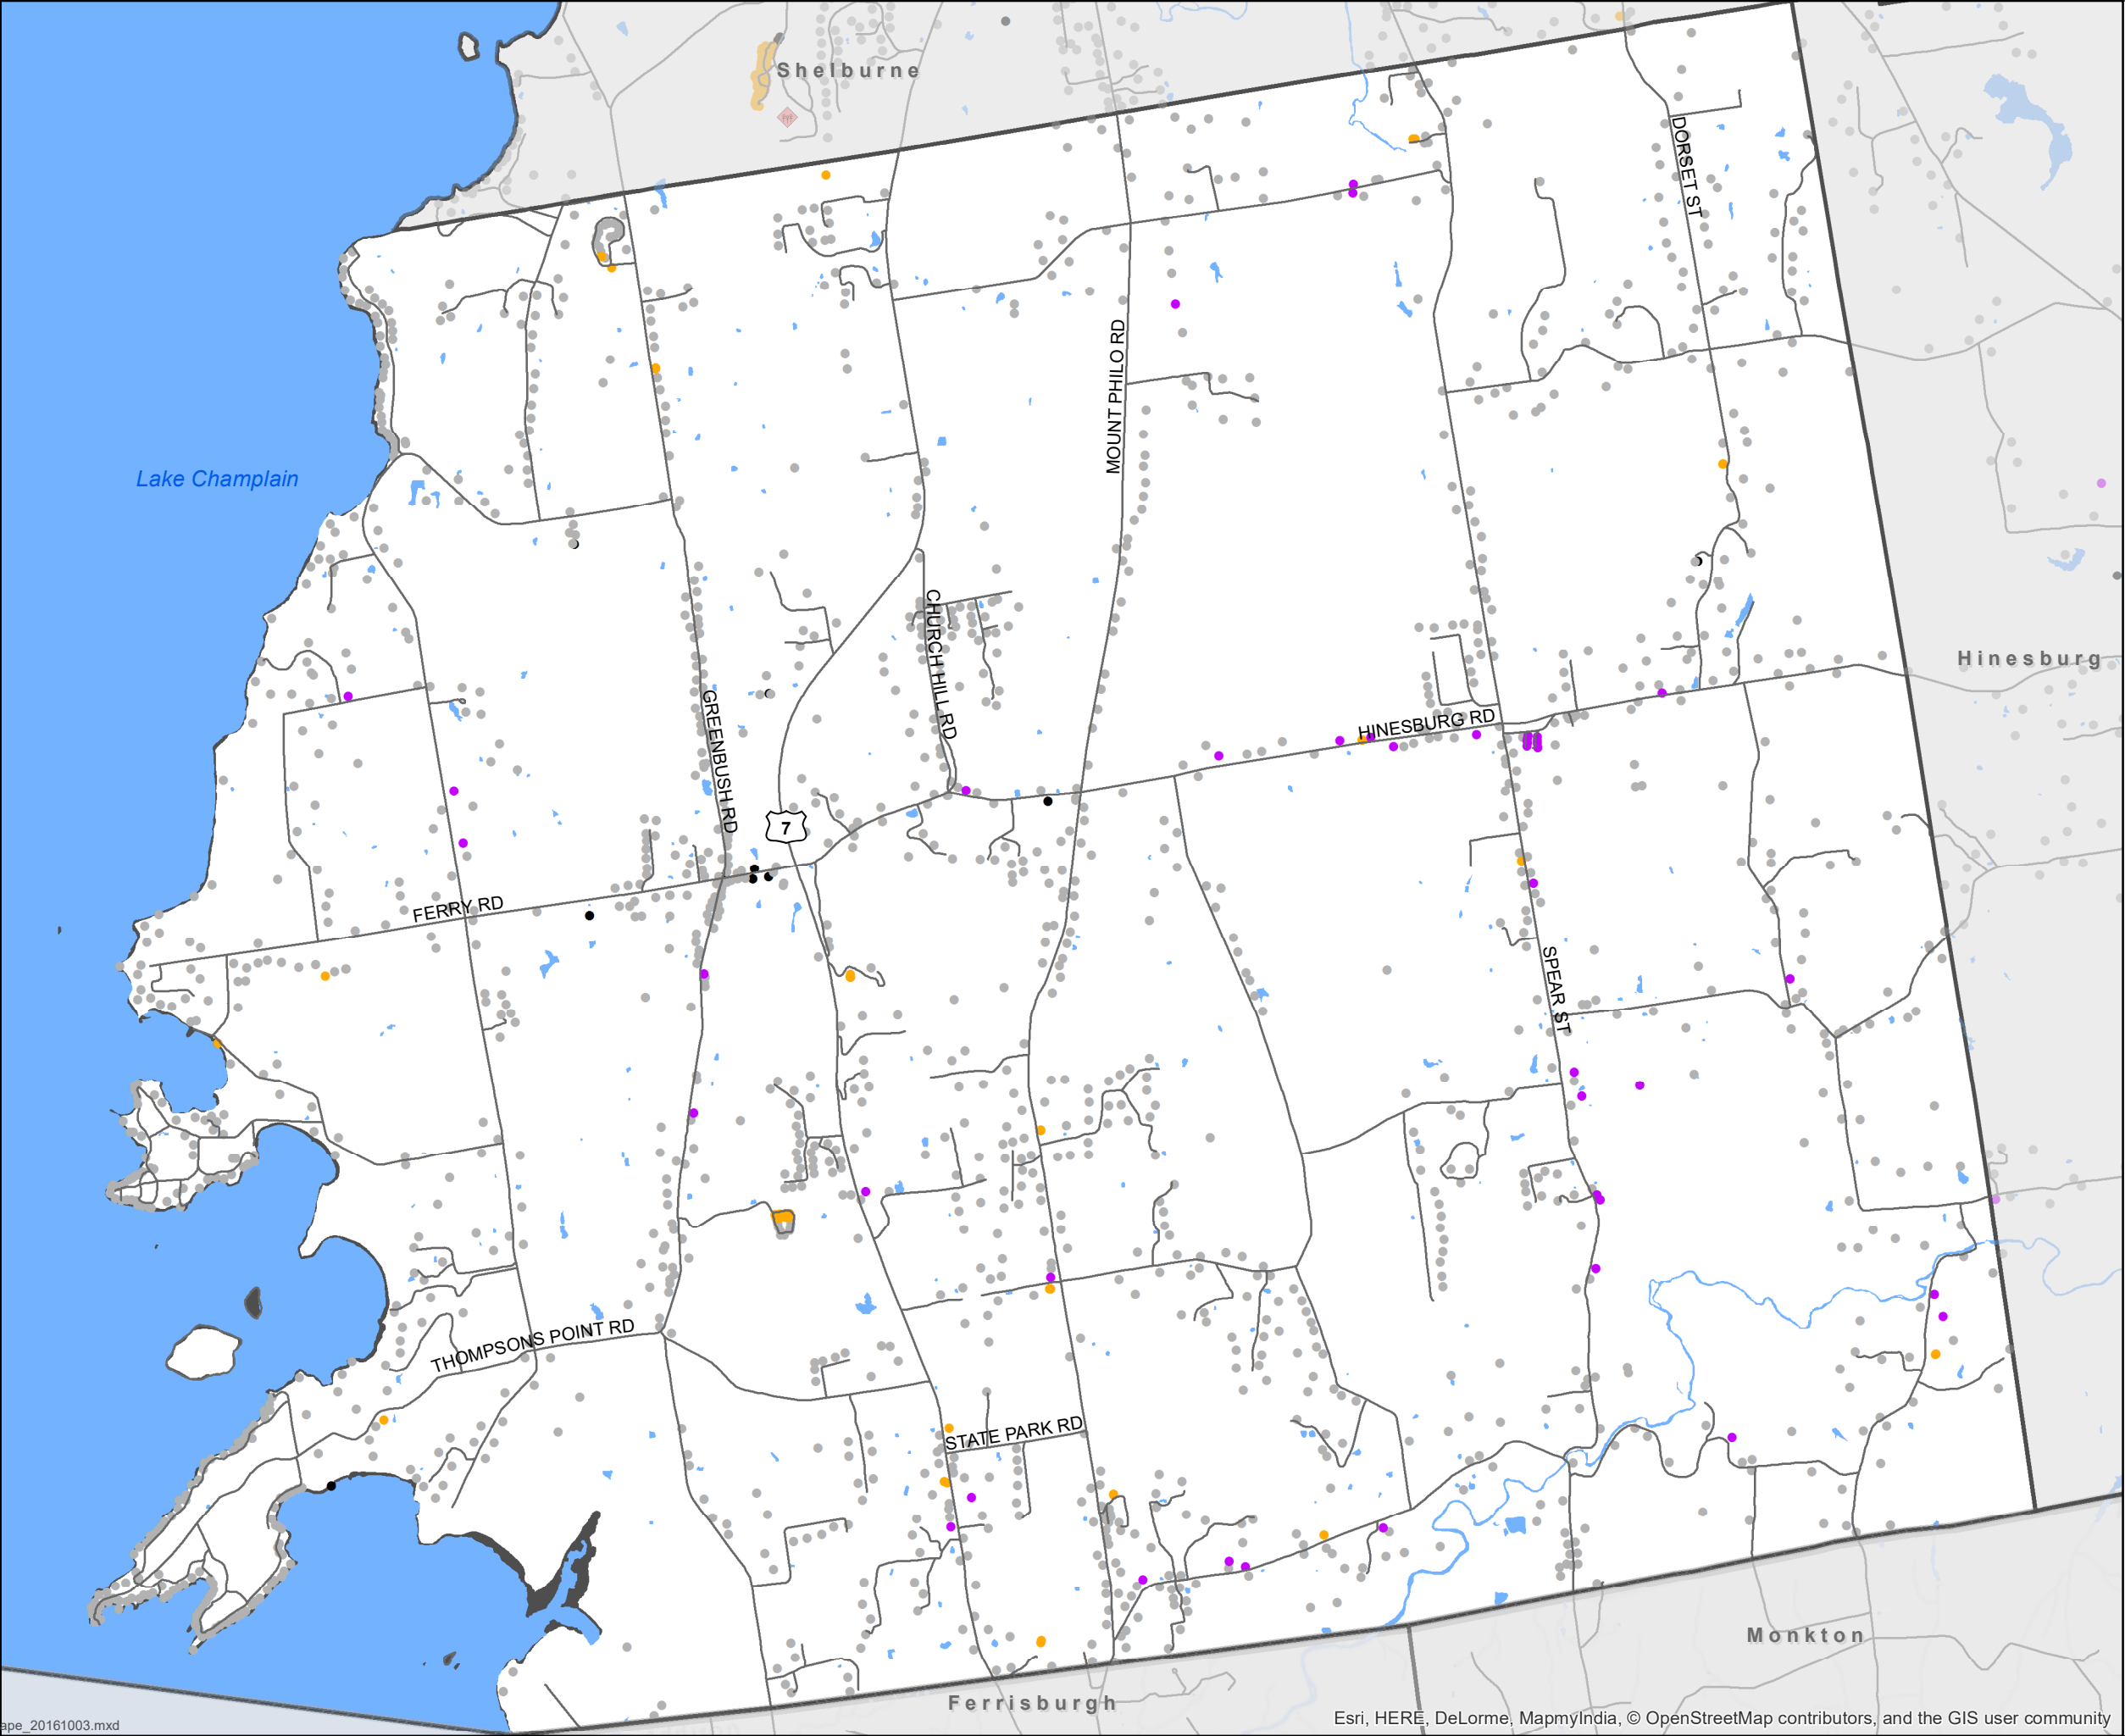 Shelburne
DORSET ST
MOUNT PHILO RD
Lake Champlain
CHURCH HILL RD
Hinesburg
GREENBUSH RD
HINESBURG RD
7
FERRY RD
SPEAR ST
THOMPSONS POINT RD
STATE PARK RD
Monkton
Ferrisburgh
Esri, HERE, DeLorme, MapmyIndia, © OpenStreetMap contributors, and the GIS user community
ape_20161003.mxd